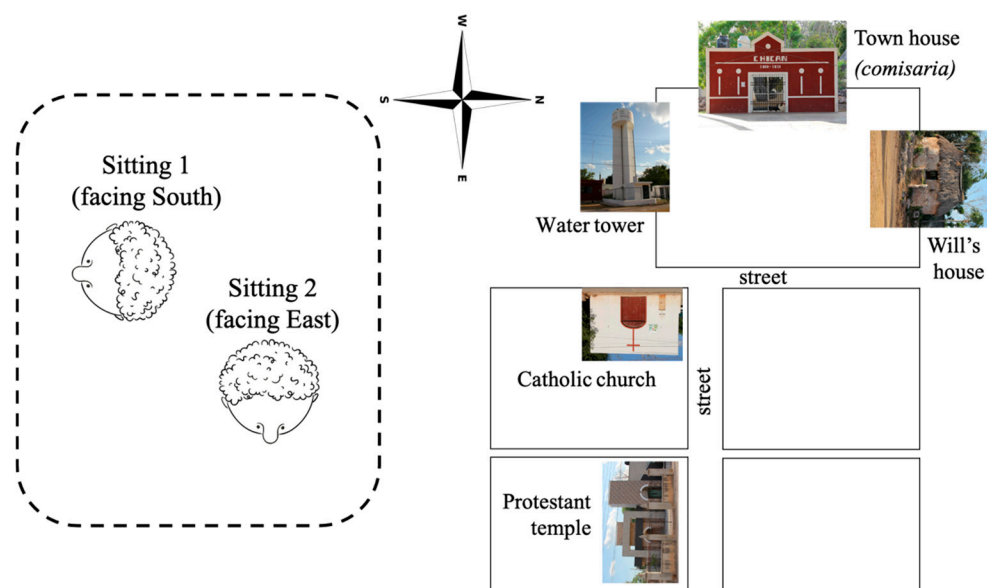 Sitting 1
(facing South)
Sitting 2
(facing East)
W
S
N
E
CHICAN
Town house
(comisaria)
Water tower
Will's
house
street
Catholic church
street
Protestant
temple